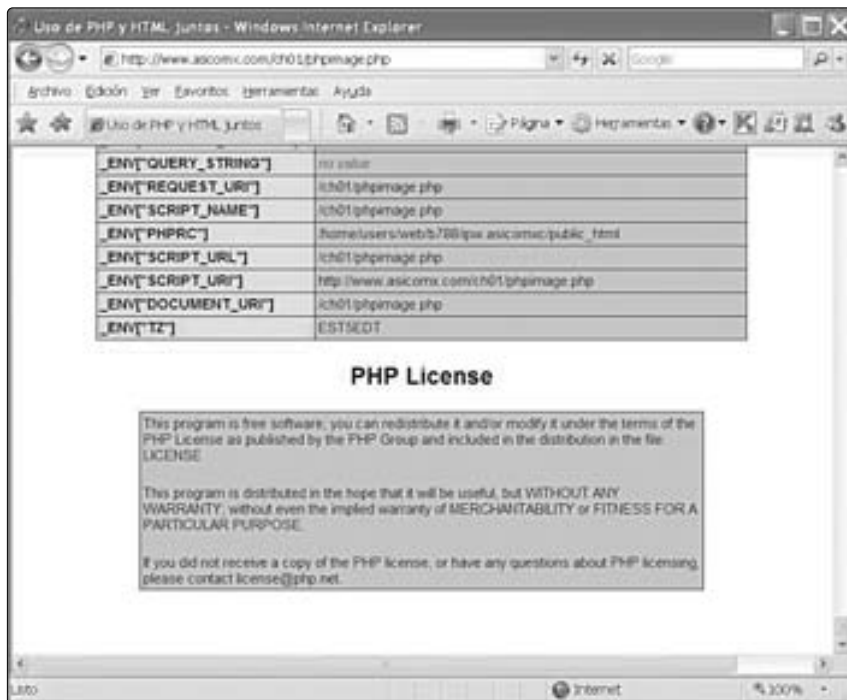 Uso de PHP y HTML juntos - Windows Internet Explorer
http://www.asicomx.com/ch01/phpimage.php
Google
Archivo Edición Ver Favoritos Herramientas Ayuda
Uso de PHP y HTML juntos
Página Herramientas
_ENV["QUERY_STRING"] no value
_ENV["REQUEST_URI"] /ch01/phpimage.php
_ENV["SCRIPT_NAME"] /ch01/phpimage.php
_ENV["PHPRC"]
_ENV["SCRIPT_URL"] /ch01/phpimage.php
_ENV["SCRIPT_URI"] http://www.asicomx.com/ch01/phpimage.php
_ENV["DOCUMENT_URI"] /ch01/phpimage.php
_ENV["TZ"] EST5EDT
PHP License
This program is free software; you can redistribute it and/or modify it under the terms of the
PHP License as published by the PHP Group and included in the distribution in the file
LICENSE
This program is distributed in the hope that it will be useful, but WITHOUT ANY
WARRANTY; without even the implied warranty of MERCHANTABILITY or FITNESS FOR A
PARTICULAR PURPOSE.
If you did not receive a copy of the PHP license, or have any questions about PHP licensing,
please contact license@php.net.
Listo
Internet
100%